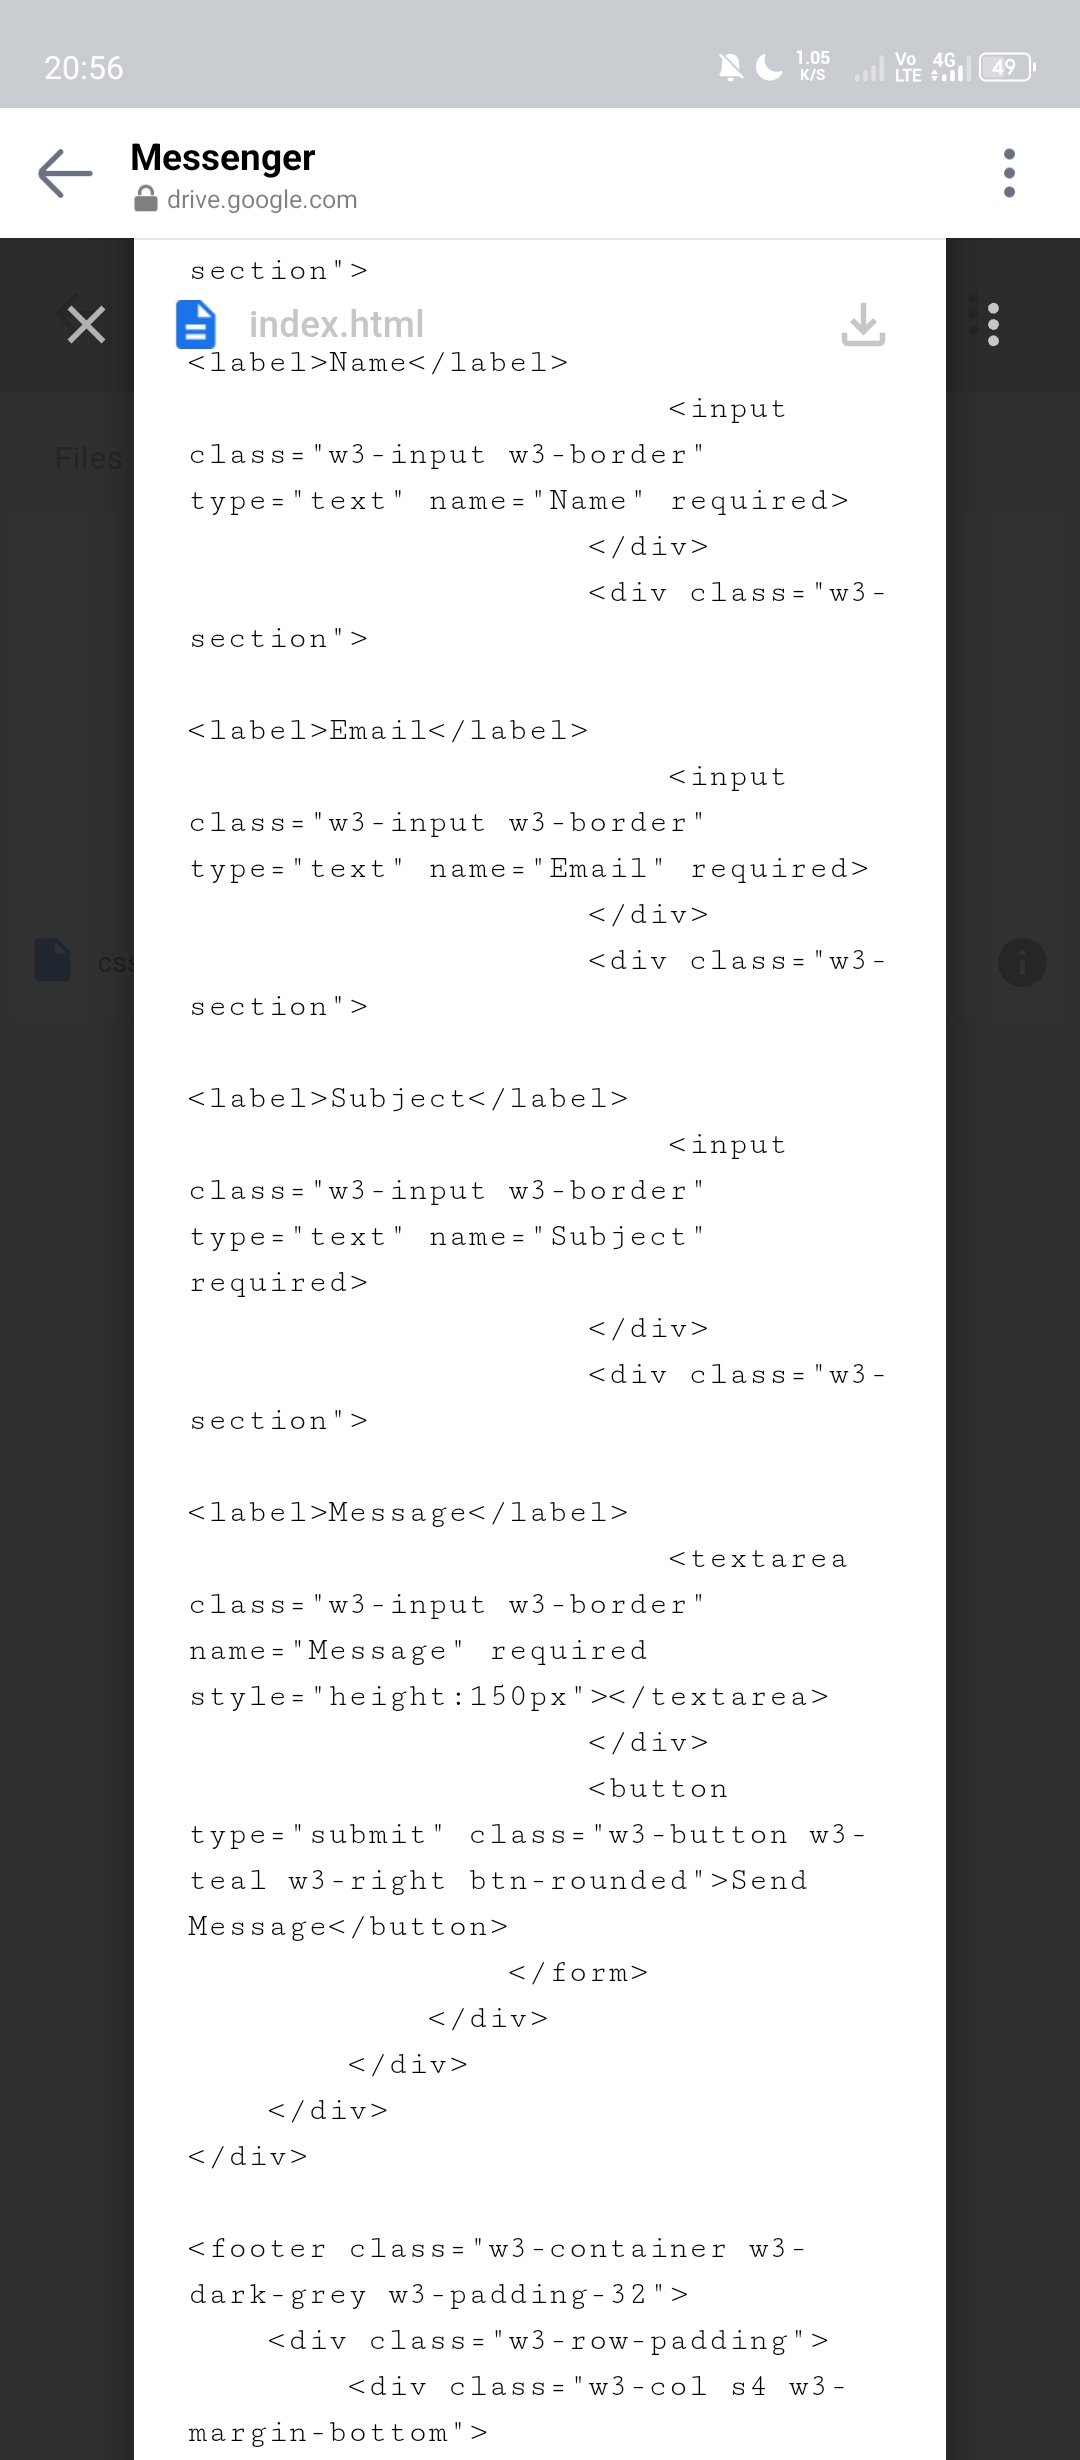 20:56
1.05 K/S Vo LTE 4G 49
Messenger
drive.google.com
section">
index.html
<label>Name</label>
<input
class="w3-input w3-border"
type="text" name="Name" required>
</div>
<div class="w3-
section">
<label>Email</label>
<input
class="w3-input w3-border"
type="text" name="Email" required>
</div>
<div class="w3-
section">
<label>Subject</label>
<input
class="w3-input w3-border"
type="text" name="Subject"
required>
</div>
<div class="w3-
section">
<label>Message</label>
<textarea
class="w3-input w3-border"
name="Message" required
style="height:150px"></textarea>
</div>
<button
type="submit" class="w3-button w3-
teal w3-right btn-rounded">Send
Message</button>
</form>
</div>
</div>
</div>
</div>
<footer class="w3-container w3-
dark-grey w3-padding-32">
<div class="w3-row-padding">
<div class="w3-col s4 w3-
margin-bottom">
Files
css